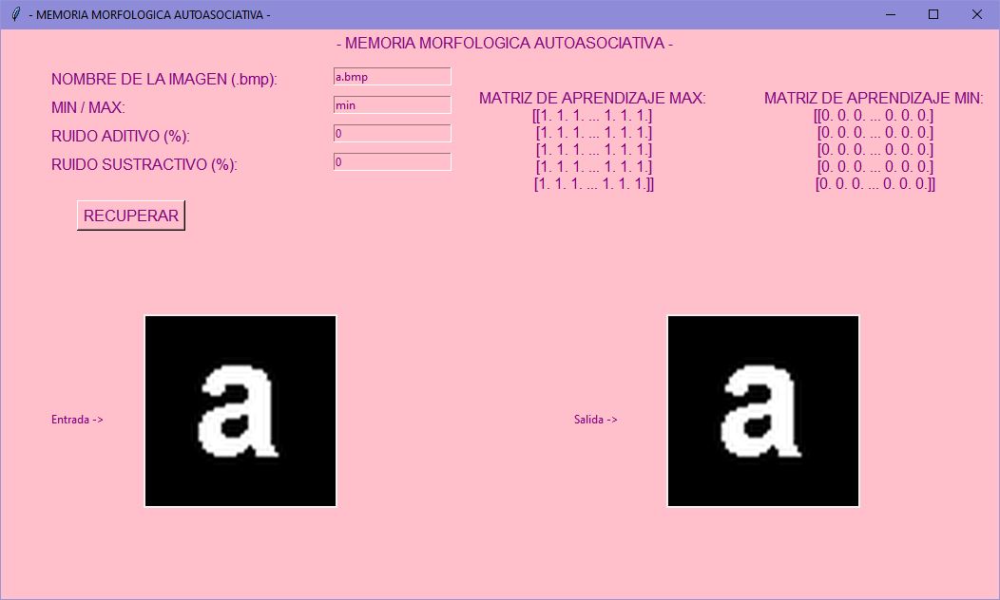 - MEMORIA MORFOLOGICA AUTOASOCIATIVA -
- MEMORIA MORFOLOGICA AUTOASOCIATIVA -
NOMBRE DE LA IMAGEN (.bmp): a.bmp
MIN / MAX: min
RUIDO ADITIVO (%): 0
RUIDO SUSTRACTIVO (%): 0
RECUPERAR
MATRIZ DE APRENDIZAJE MAX:
[[1. 1. 1. ... 1. 1. 1.]
[1. 1. 1. ... 1. 1. 1.]
[1. 1. 1. ... 1. 1. 1.]
[1. 1. 1. ... 1. 1. 1.]
[1. 1. 1. ... 1. 1. 1.]]
MATRIZ DE APRENDIZAJE MIN:
[[0. 0. 0. ... 0. 0. 0.]
[0. 0. 0. ... 0. 0. 0.]
[0. 0. 0. ... 0. 0. 0.]
[0. 0. 0. ... 0. 0. 0.]
[0. 0. 0. ... 0. 0. 0.]]
Entrada ->
a
Salida ->
a